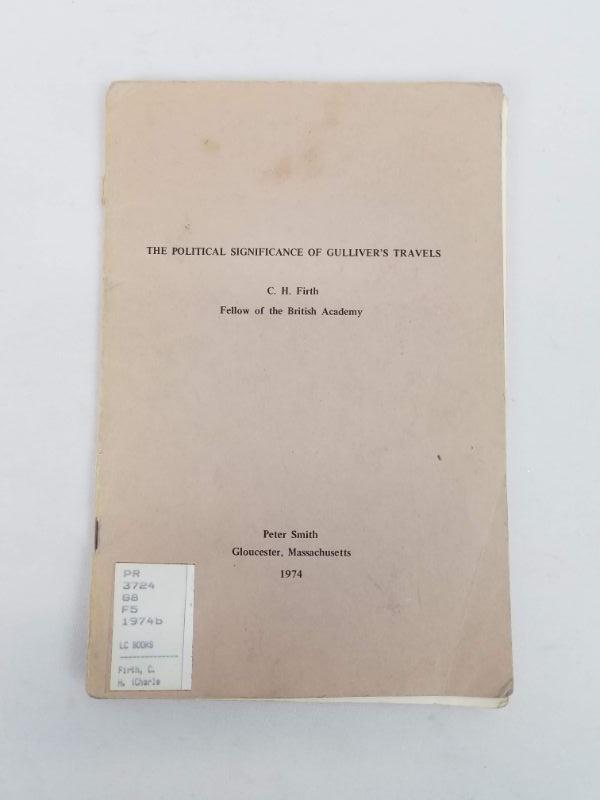 THE POLITICAL SIGNIFICANCE OF GULLIVER'S TRAVELS
C. H. Firth
Fellow of the British Academy
Peter Smith
Gloucester, Massachusetts
1974
PR
3724
G8
F5
1974b
LC BOOKS
Firth, C.
H. (Charle